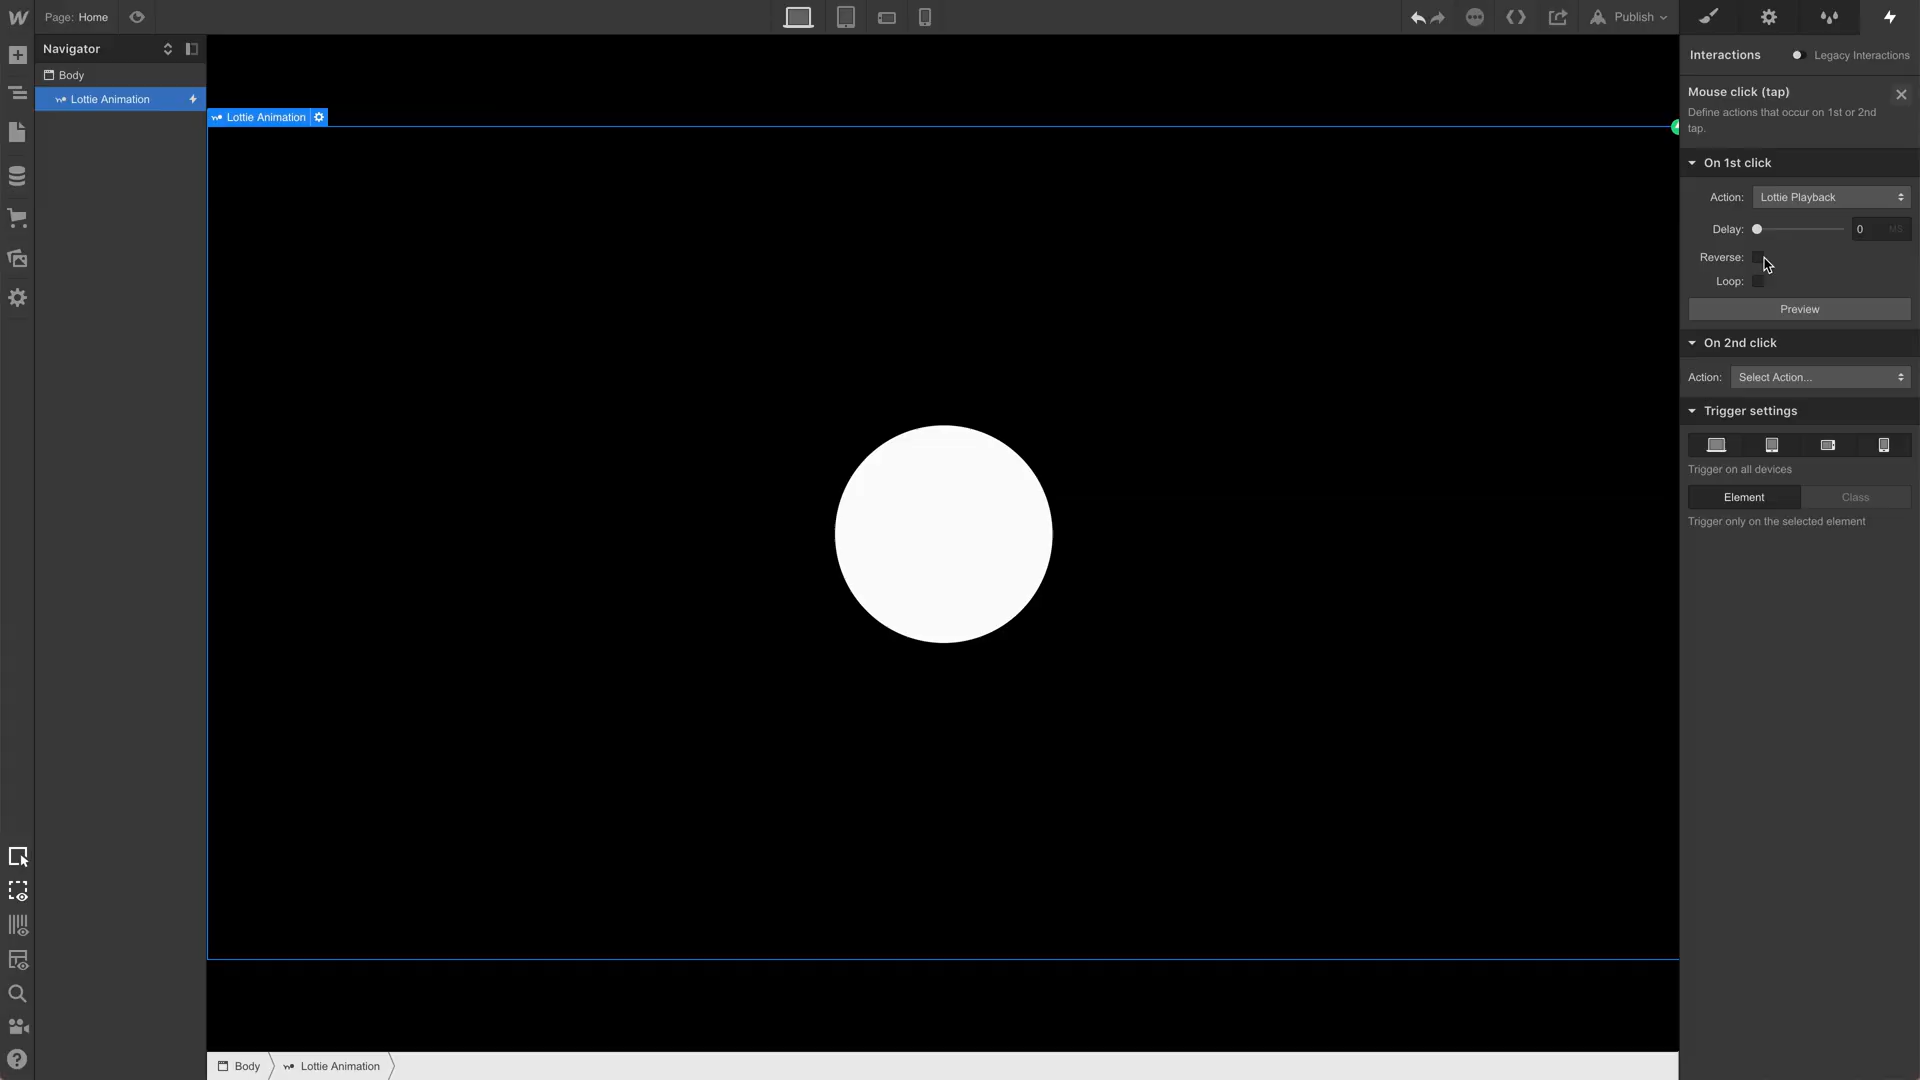 Page: Home
Publish
Navigator
Body
Lottie Animation
Lottie Animation
Interactions
Legacy Interactions
Mouse click (tap)
Define actions that occur on 1st or 2nd
tap.
On 1st click
Action: Lottie Playback
Delay: 0 MS
Reverse:
Loop:
Preview
On 2nd click
Action: Select Action...
Trigger settings
Trigger on all devices
Element Class
Trigger only on the selected element
Body Lottie Animation